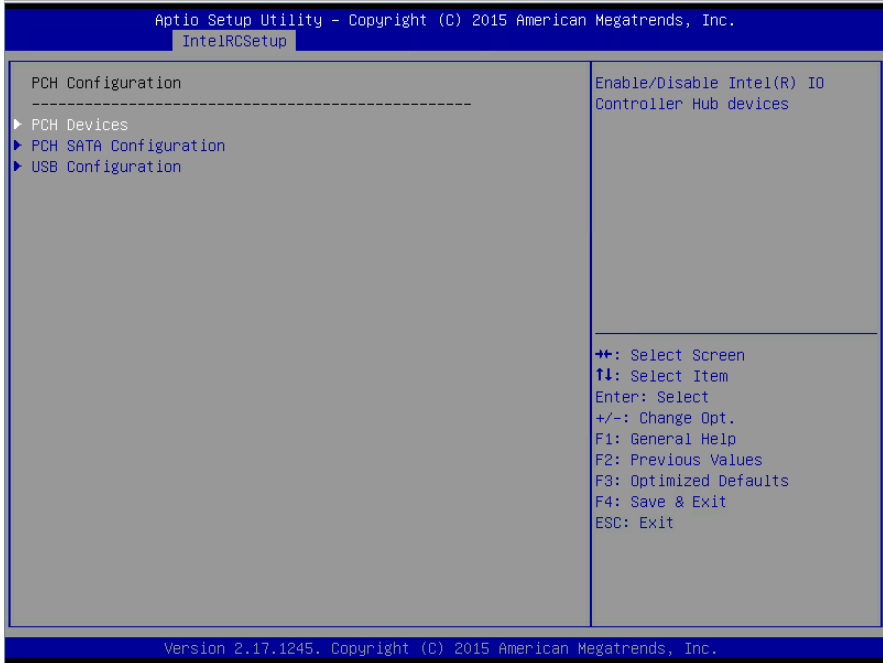 Aptio Setup Utility – Copyright (C) 2015 American Megatrends, Inc.
IntelRCSetup
PCH Configuration
--------------------------------------------------
PCH Devices
PCH SATA Configuration
USB Configuration
Enable/Disable Intel(R) IO
Controller Hub devices
→←: Select Screen
↑↓: Select Item
Enter: Select
+/-: Change Opt.
F1: General Help
F2: Previous Values
F3: Optimized Defaults
F4: Save & Exit
ESC: Exit
Version 2.17.1245. Copyright (C) 2015 American Megatrends, Inc.